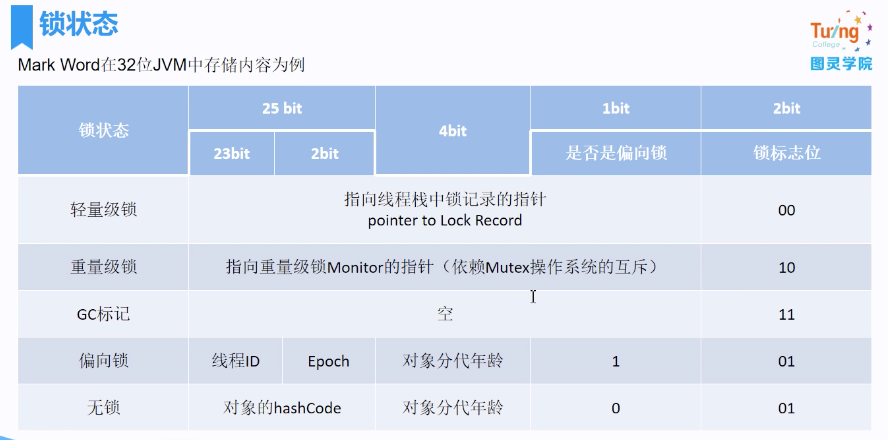 锁状态
Tuling
College
图灵学院
Mark Word在32位JVM中存储内容为例
锁状态 25 bit 4bit 1bit 2bit
23bit 2bit 是否是偏向锁 锁标志位
轻量级锁 指向线程栈中锁记录的指针 00
pointer to Lock Record
重量级锁 指向重量级锁Monitor的指针（依赖Mutex操作系统的互斥） 10
GC标记 空 11
偏向锁 线程ID Epoch 对象分代年龄 1 01
无锁 对象的hashCode 对象分代年龄 0 01